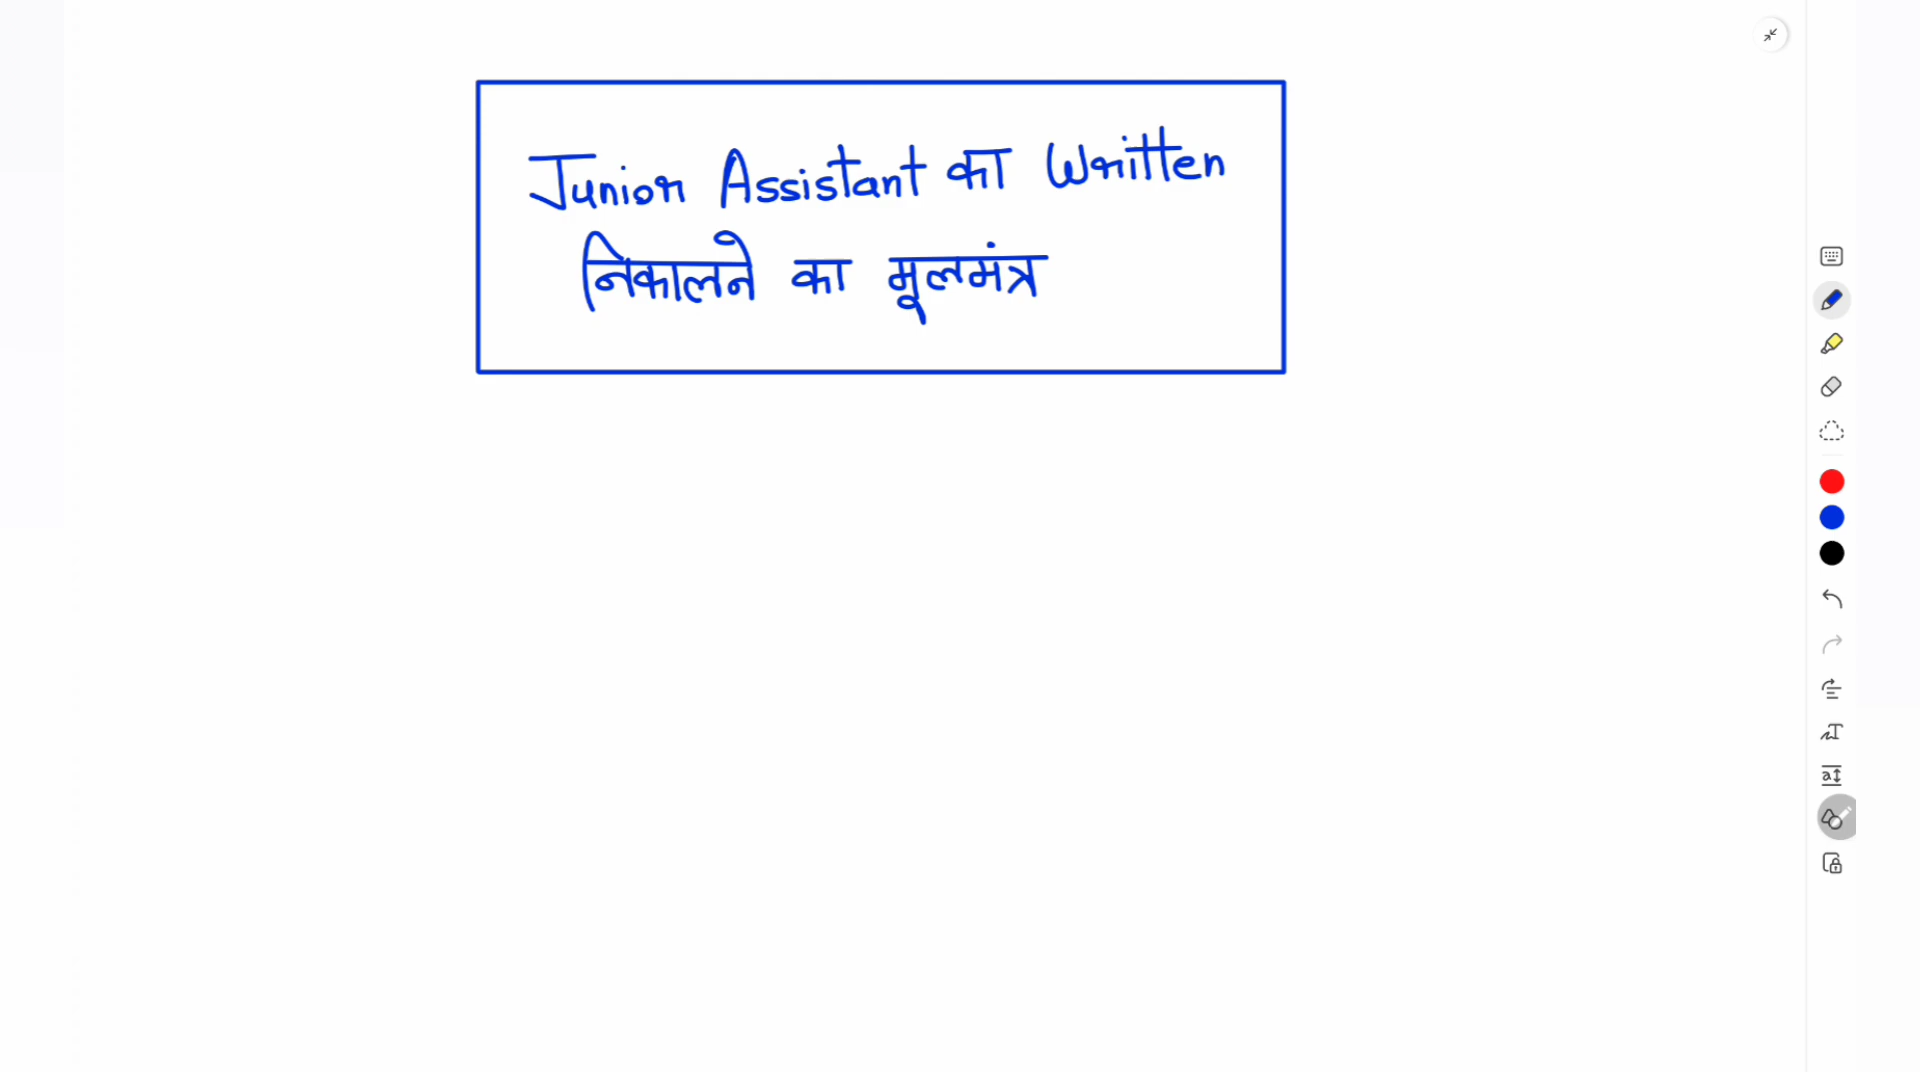 Junior Assistant का Written
निकालने का मूलमंत्र